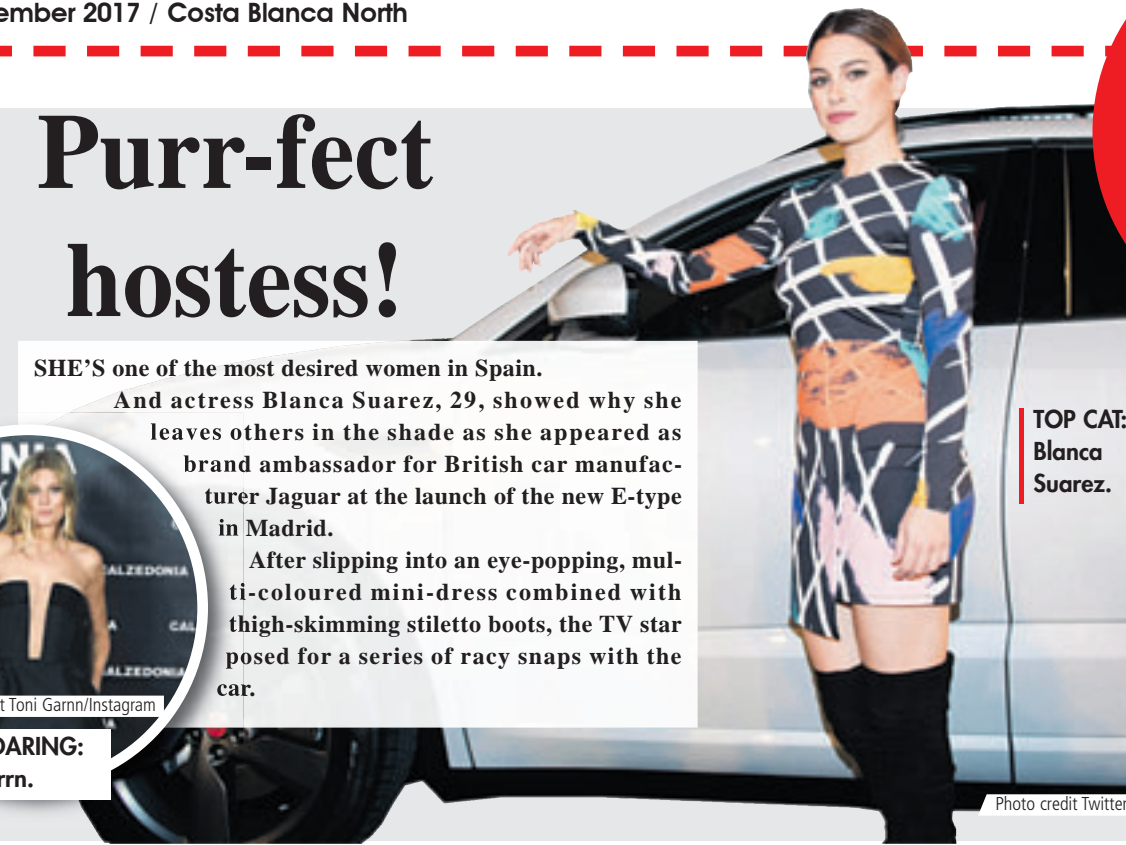 ember 2017 / Costa Blanca North
Purr-fect
hostess!
SHE'S one of the most desired women in Spain.
And actress Blanca Suarez, 29, showed why she
leaves others in the shade as she appeared as
brand ambassador for British car manufac-
turer Jaguar at the launch of the new E-type
in Madrid.
After slipping into an eye-popping, mul-
ti-coloured mini-dress combined with
thigh-skimming stiletto boots, the TV star
posed for a series of racy snaps with the
car.
TOP CAT:
Blanca
Suarez.
NIA
CALZEDONIA
CAL
ALZEDONIA
t Toni Garnn/Instagram
DARING:
rrn.
Photo credit Twitter